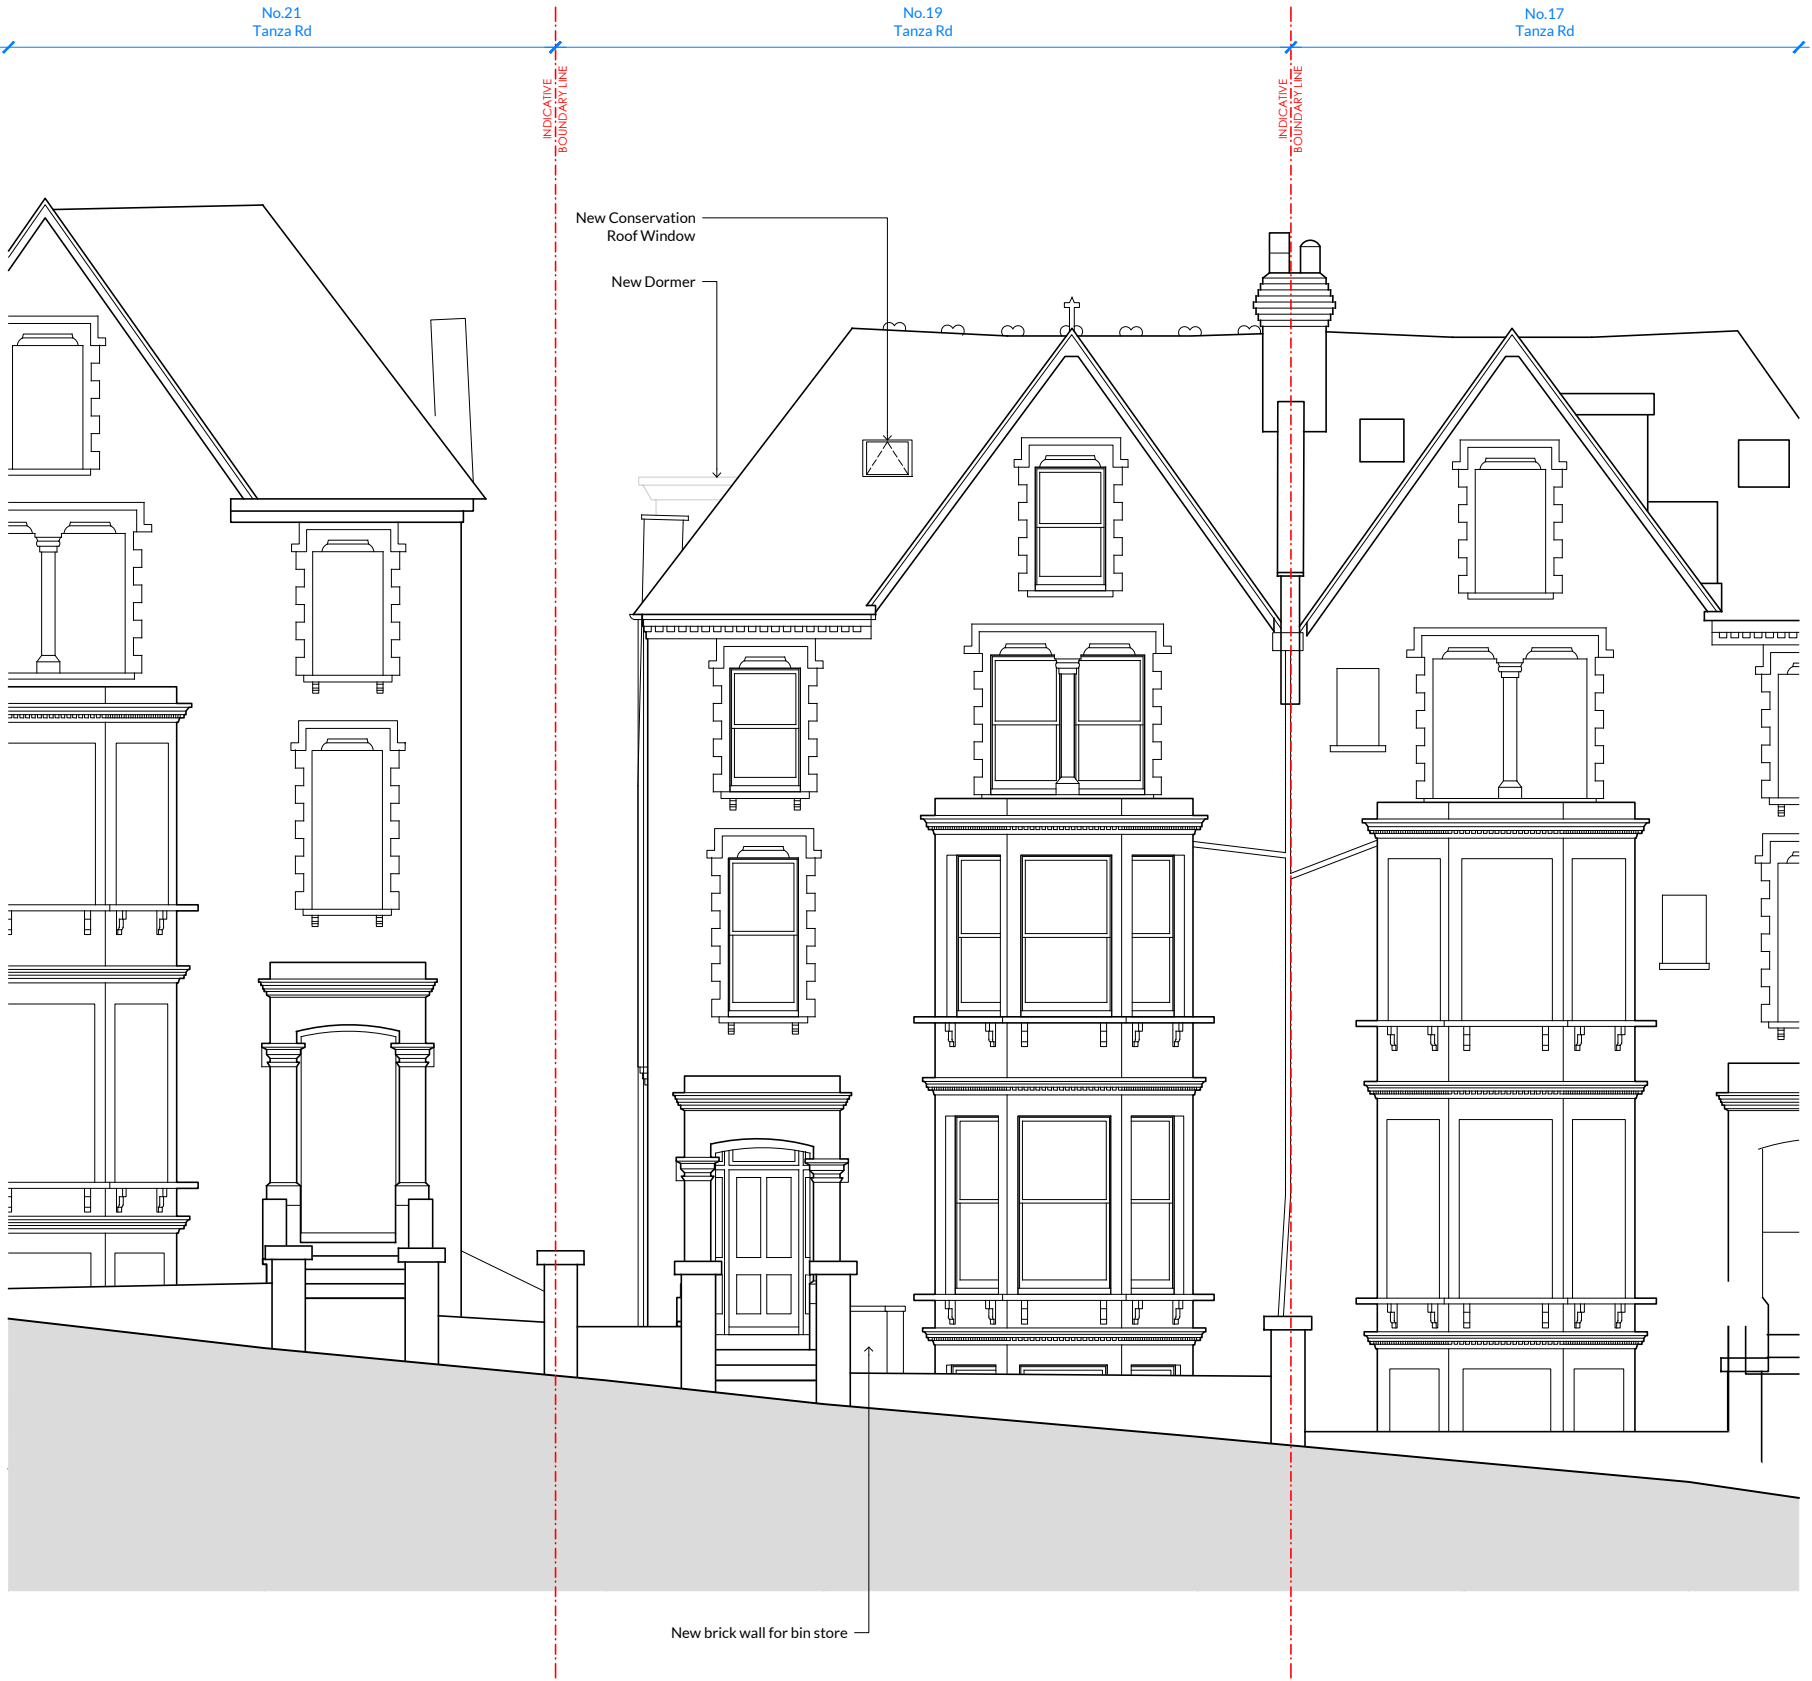 No.21
Tanza Rd
No.19
Tanza Rd
No.17
Tanza Rd
INDICATIVE
BOUNDARY LINE
INDICATIVE
BOUNDARY LINE
New Conservation
Roof Window
New Dormer
New brick wall for bin store